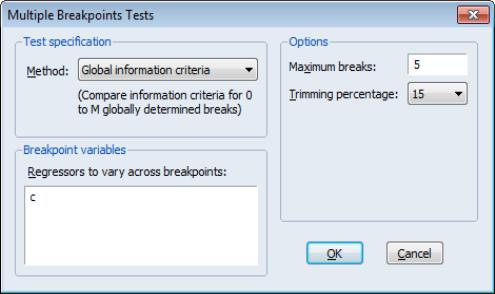 Multiple Breakpoints Tests
Test specification
Method: Global information criteria
(Compare information criteria for 0
to M globally determined breaks)
Breakpoint variables
Regressors to vary across breakpoints:
c
Options
Maximum breaks: 5
Trimming percentage: 15
OK Cancel